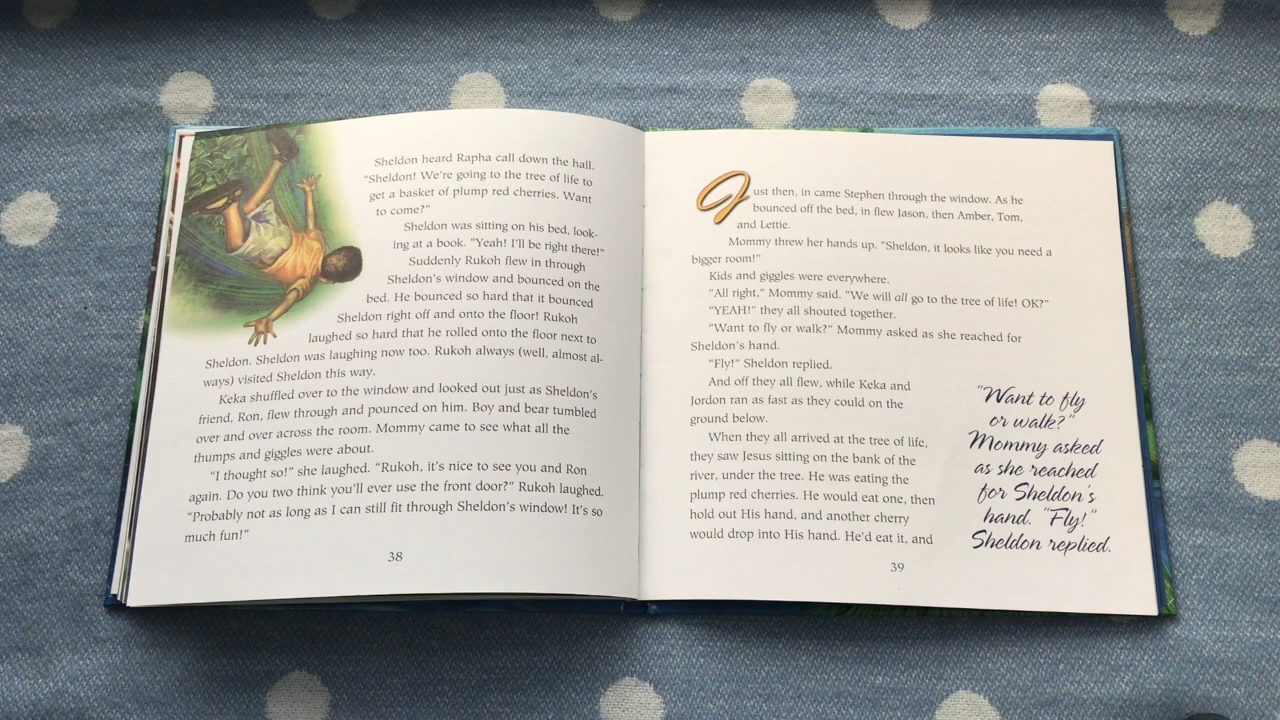 Sheldon heard Rapha call down the hall.
“Sheldon! We’re going to the tree of life to
get a basket of plump red cherries. Want
to come?”
Sheldon was sitting on his bed, look-
ing at a book. “Yeah! I’ll be right there!”
Suddenly Rukoh flew in through
Sheldon’s window and bounced on the
bed. He bounced so hard that it bounced
Sheldon right off and onto the floor! Rukoh
laughed so hard that he rolled onto the floor next to
Sheldon. Sheldon was laughing now too. Rukoh always (well, almost al-
ways) visited Sheldon this way.
Keka shuffled over to the window and looked out just as Sheldon’s
friend, Ron, flew through and pounced on him. Boy and bear tumbled
over and over across the room. Mommy came to see what all the
thumps and giggles were about.
“I thought so!” she laughed. “Rukoh, it’s nice to see you and Ron
again. Do you two think you’ll ever use the front door?” Rukoh laughed.
“Probably not as long as I can still fit through Sheldon’s window! It’s so
much fun!”
38
Just then, in came Stephen through the window. As he
bounced off the bed, in flew Jason, then Amber, Tom,
and Lettie.
Mommy threw her hands up. “Sheldon, it looks like you need a
bigger room!”
Kids and giggles were everywhere.
“All right,” Mommy said. “We will all go to the tree of life! OK?”
“YEAH!” they all shouted together.
“Want to fly or walk?” Mommy asked as she reached for
Sheldon’s hand.
“Fly!” Sheldon replied.
And off they all flew, while Keka and
Jordon ran as fast as they could on the
ground below.
When they all arrived at the tree of life,
they saw Jesus sitting on the bank of the
river, under the tree. He was eating the
plump red cherries. He would eat one, then
hold out His hand, and another cherry
would drop into His hand. He’d eat it, and
“Want to fly
or walk?”
Mommy asked
as she reached
for Sheldon’s
hand. “Fly!”
Sheldon replied.
39